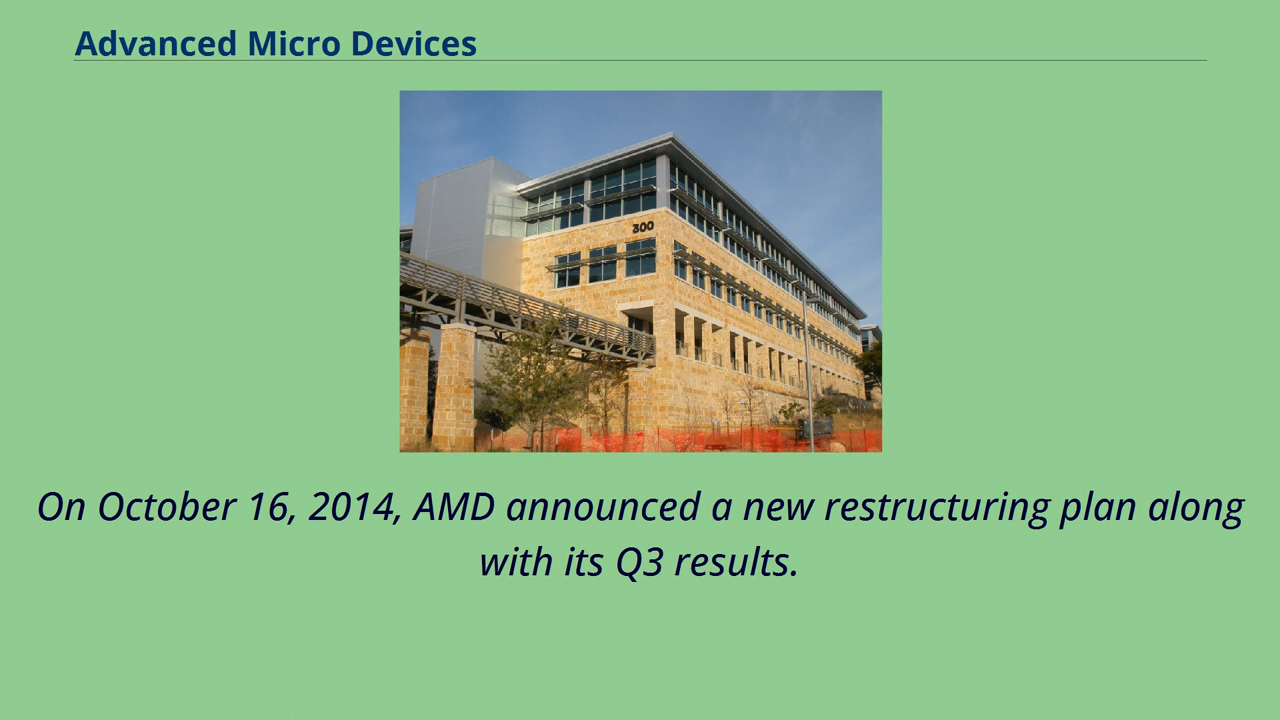 Advanced Micro Devices
300
On October 16, 2014, AMD announced a new restructuring plan along
with its Q3 results.